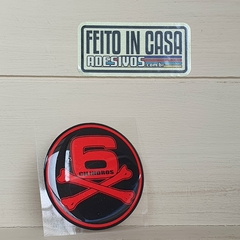 FEITO IN CASA
ADESIVOS
6
CILINDROS